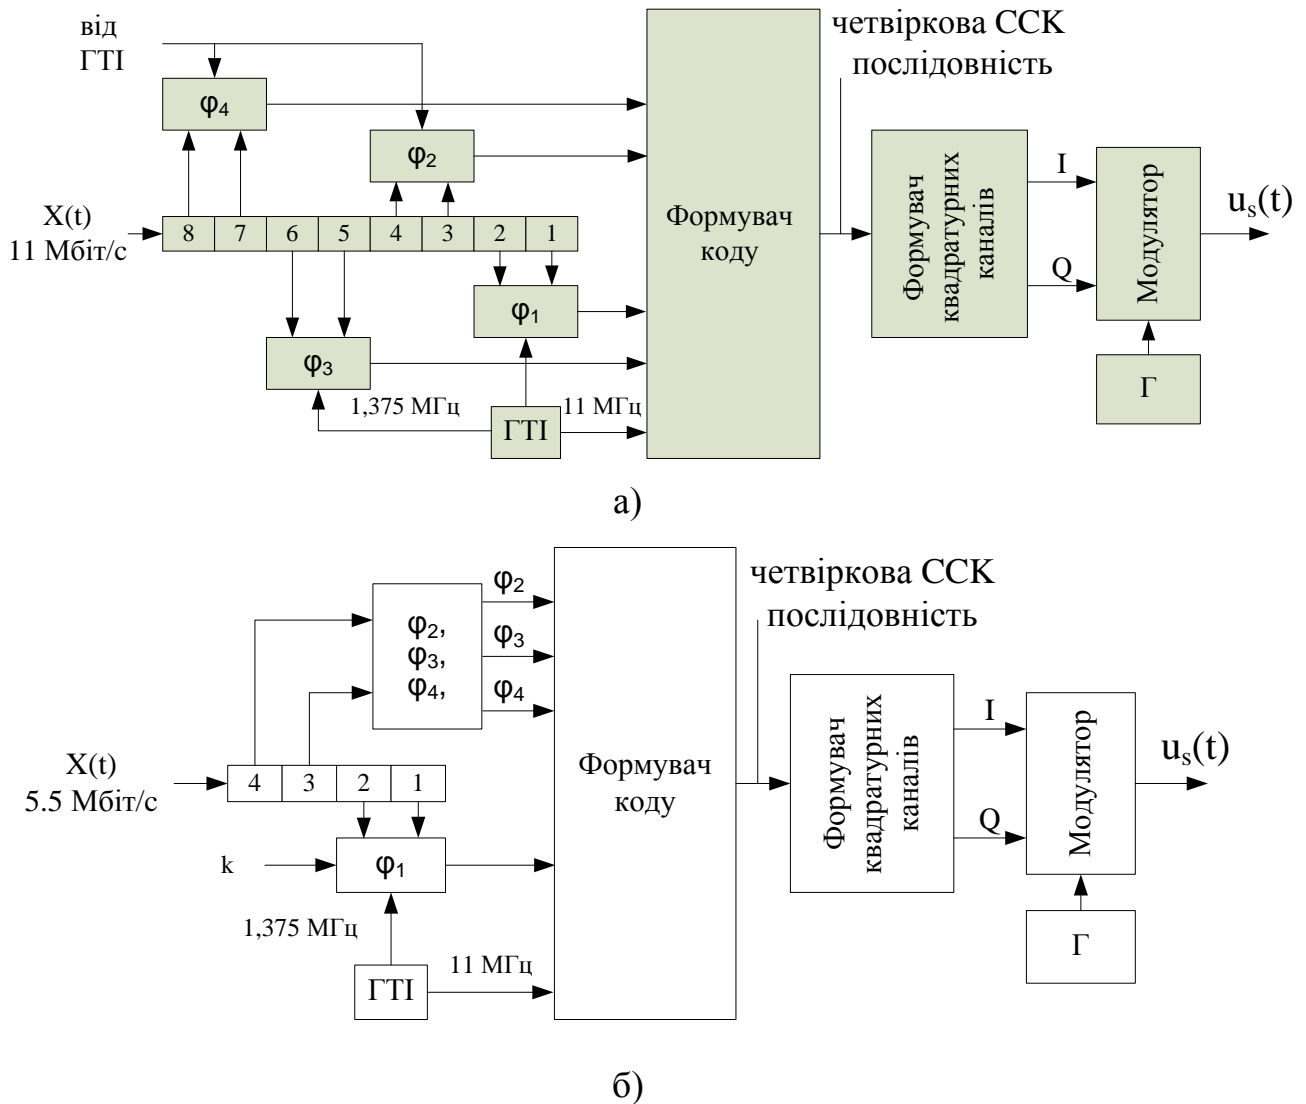 від
ГТІ
φ4
φ2
X(t)
11 Мбіт/с
8 7 6 5 4 3 2 1
φ1
φ3
1,375 МГц
ГТІ
11 МГц
Формувач
коду
четвіркова ССК
послідовність
Формувач
квадратурних
каналів
I
Q
Модулятор
Г
us(t)
а)
φ2,
φ3,
φ4,
φ2
φ3
φ4
X(t)
5.5 Мбіт/с
4 3 2 1
k
φ1
1,375 МГц
ГТІ
11 МГц
Формувач
коду
четвіркова ССК
послідовність
Формувач
квадратурних
каналів
I
Q
Модулятор
Г
us(t)
б)